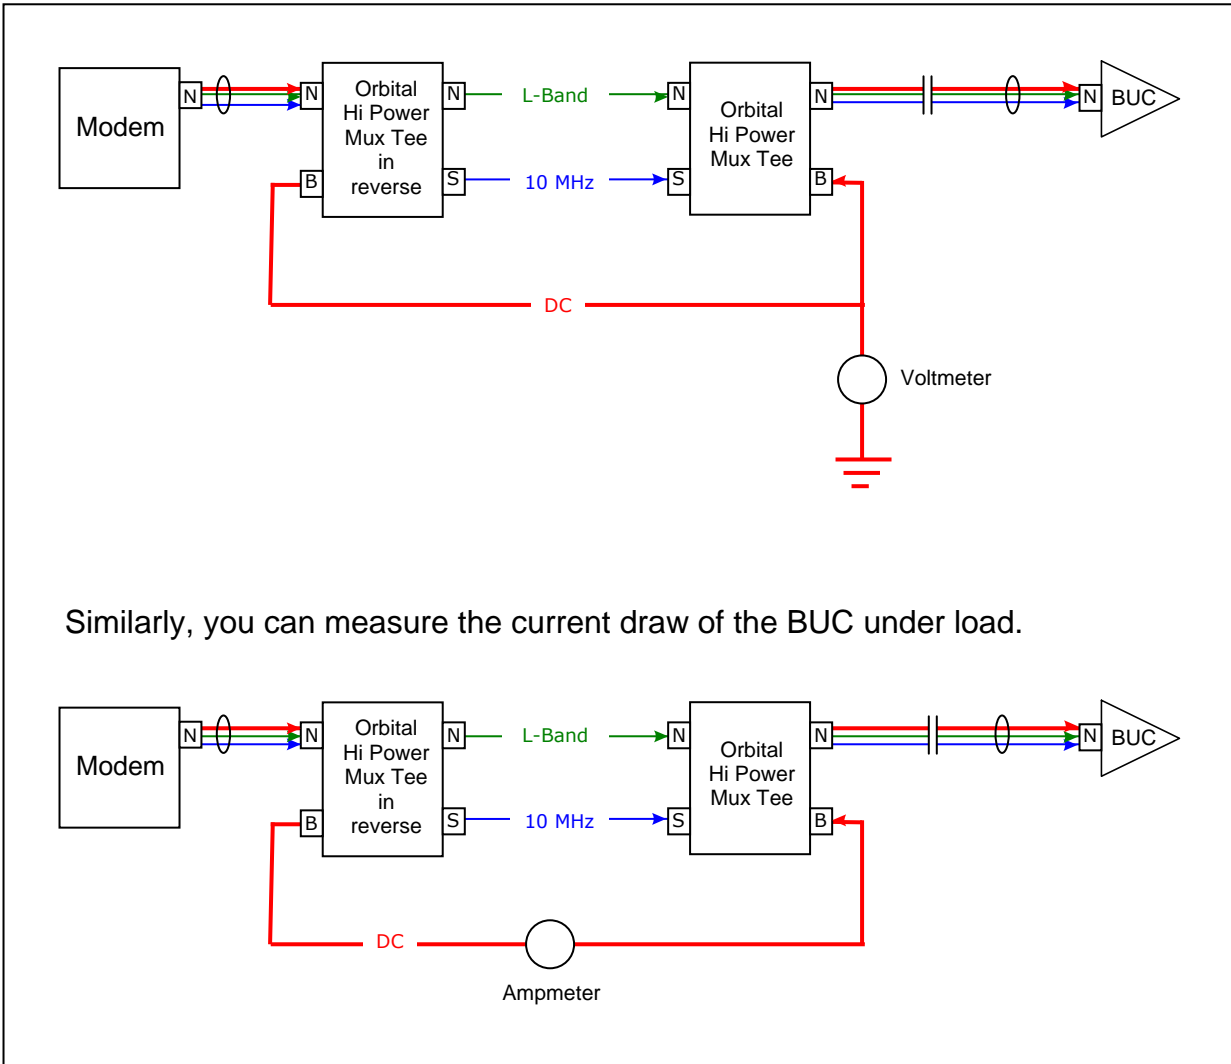 Modem
N
N
Orbital
Hi Power
Mux Tee
in
reverse
B
N
S
L-Band
10 MHz
N
S
Orbital
Hi Power
Mux Tee
N
B
N
BUC
DC
Voltmeter
Similarly, you can measure the current draw of the BUC under load.
Modem
N
N
Orbital
Hi Power
Mux Tee
in
reverse
B
N
S
L-Band
10 MHz
N
S
Orbital
Hi Power
Mux Tee
N
B
N
BUC
DC
Ampmeter